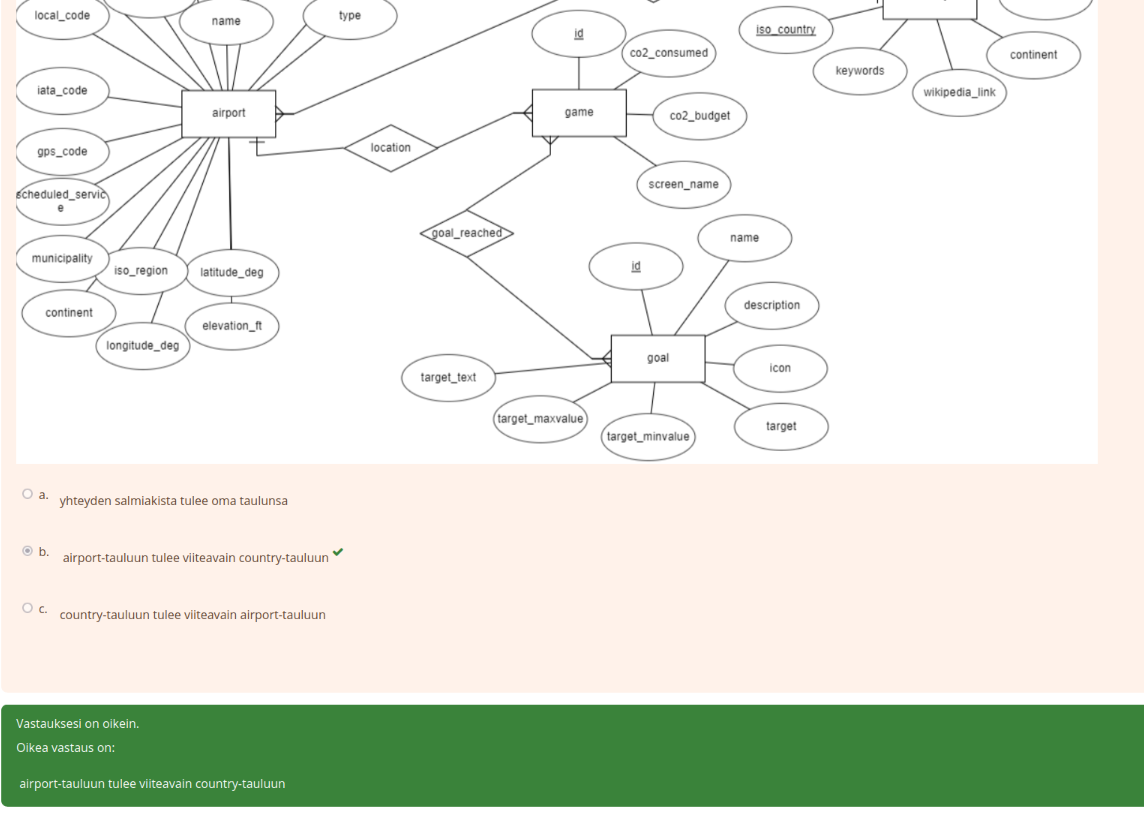 local_code
name
type
id
iso_country
co2_consumed
continent
keywords
iata_code
wikipedia_link
airport
game
co2_budget
location
gps_code
screen_name
scheduled_servic
e
goal_reached
name
municipality
iso_region
latitude_deg
id
description
continent
elevation_ft
longitude_deg
goal
icon
target_text
target_maxvalue
target
target_minvalue
a. yhteyden salmiakista tulee oma taulunsa
b. airport-tauluun tulee viiteavain country-tauluun
c. country-tauluun tulee viiteavain airport-tauluun
Vastauksesi on oikein.
Oikea vastaus on:
airport-tauluun tulee viiteavain country-tauluun